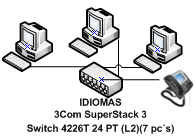 IDIOMAS
3Com SuperStack 3
Switch 4226T 24 PT (L2)(7 pc´s)